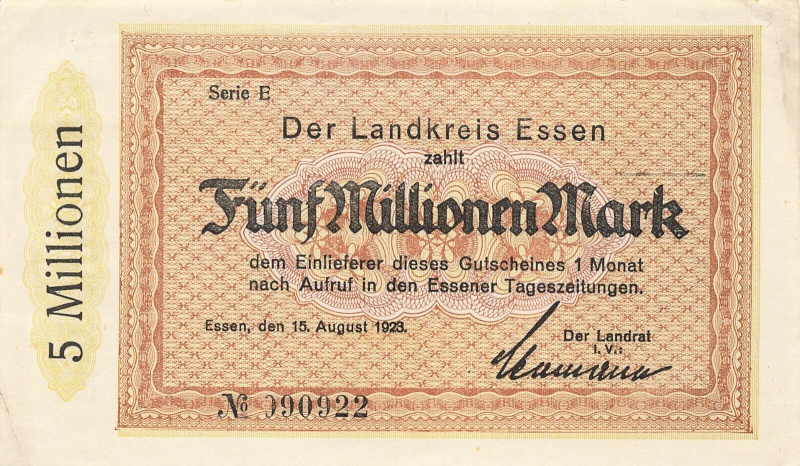 5 Millionen
Serie E
Der Landkreis Essen
zahlt
Fünf Millionen Mark
dem Einlieferer dieses Gutscheines 1 Monat
nach Aufruf in den Essener Tageszeitungen.
Essen, den 15. August 1923.
Der Landrat
I. V.:
№ 090922